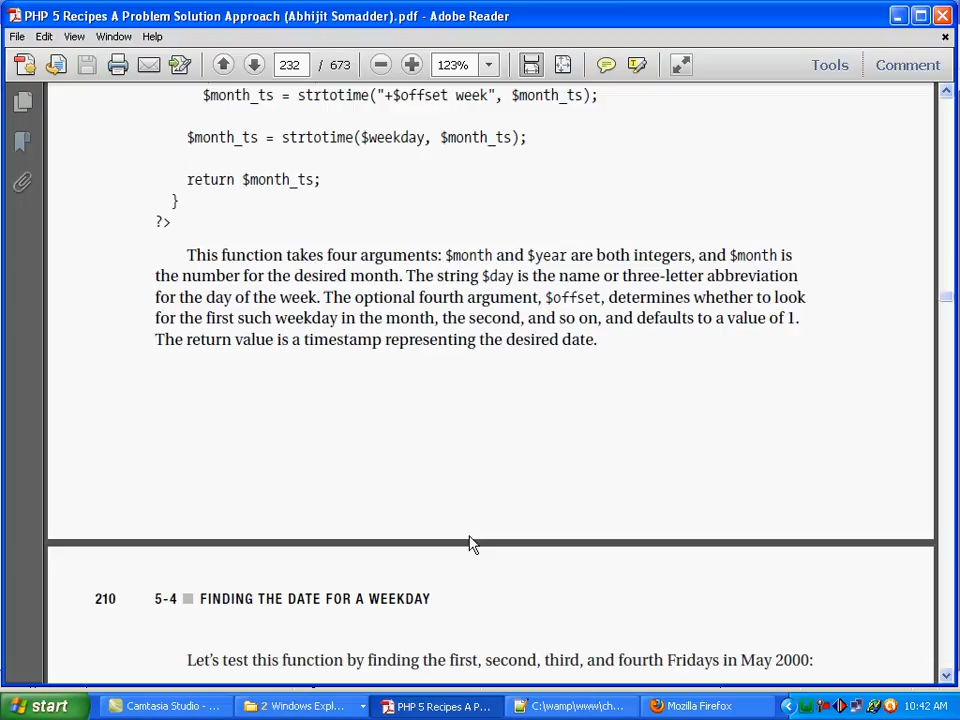 PHP 5 Recipes A Problem Solution Approach (Abhijit Somadder).pdf - Adobe Reader
File Edit View Window Help
232 / 673 123% Tools Comment
$month_ts = strtotime("+$offset week", $month_ts);
$month_ts = strtotime($weekday, $month_ts);
return $month_ts;
}
?>
This function takes four arguments: $month and $year are both integers, and $month is
the number for the desired month. The string $day is the name or three-letter abbreviation
for the day of the week. The optional fourth argument, $offset, determines whether to look
for the first such weekday in the month, the second, and so on, and defaults to a value of 1.
The return value is a timestamp representing the desired date.
210 5-4 FINDING THE DATE FOR A WEEKDAY
Let's test this function by finding the first, second, third, and fourth Fridays in May 2000:
start Camtasia Studio - ... 2 Windows Expl... PHP 5 Recipes A P... C:\wamp\www\ch... Mozilla Firefox 10:42 AM